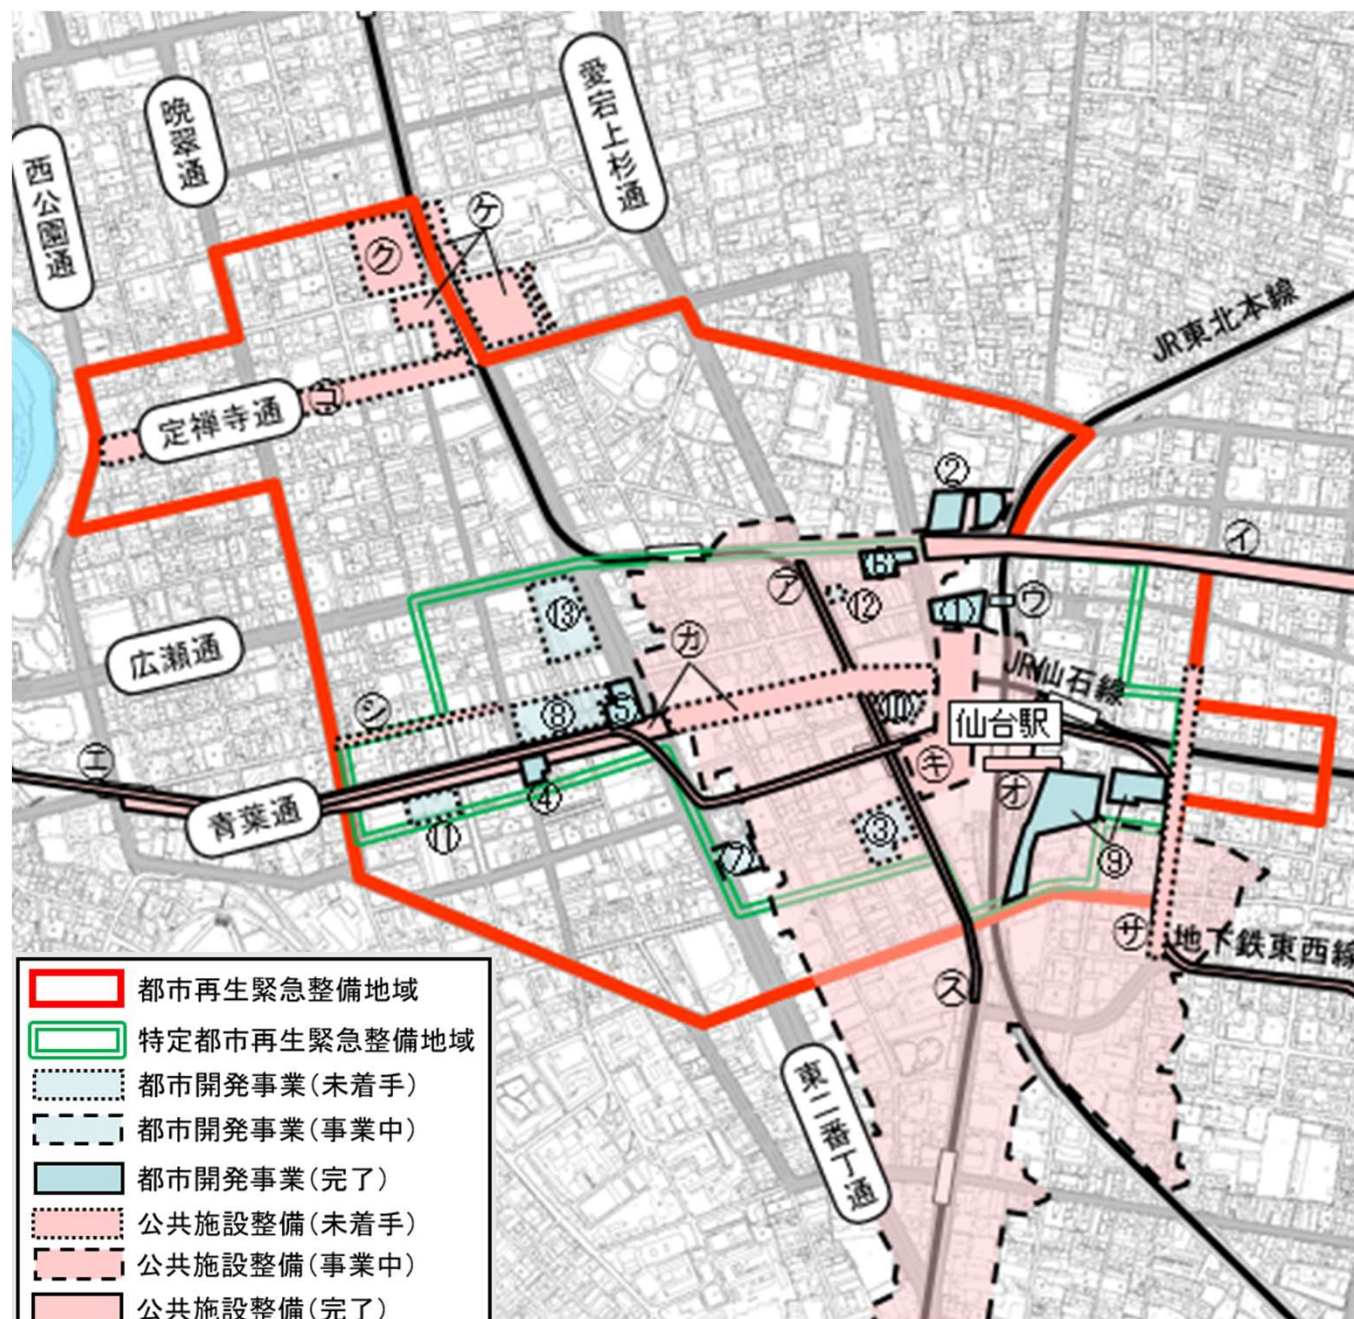 愛宕上杉通
晩翠通
西公園通
ケ
ク
JR東北本線
コ
定禅寺通
②
イ
ア
⑥
⑫
①
ウ
⑬
カ
広瀬通
JR仙石線
シ
⑧
⑤
⑩
仙台駅
エ
キ
④
オ
青葉通
⑪
③
⑦
⑨
サ
地下鉄東西線
ス
東二番丁通
都市再生緊急整備地域
特定都市再生緊急整備地域
都市開発事業(未着手)
都市開発事業(事業中)
都市開発事業(完了)
公共施設整備(未着手)
公共施設整備(事業中)
公共施設整備(完了)